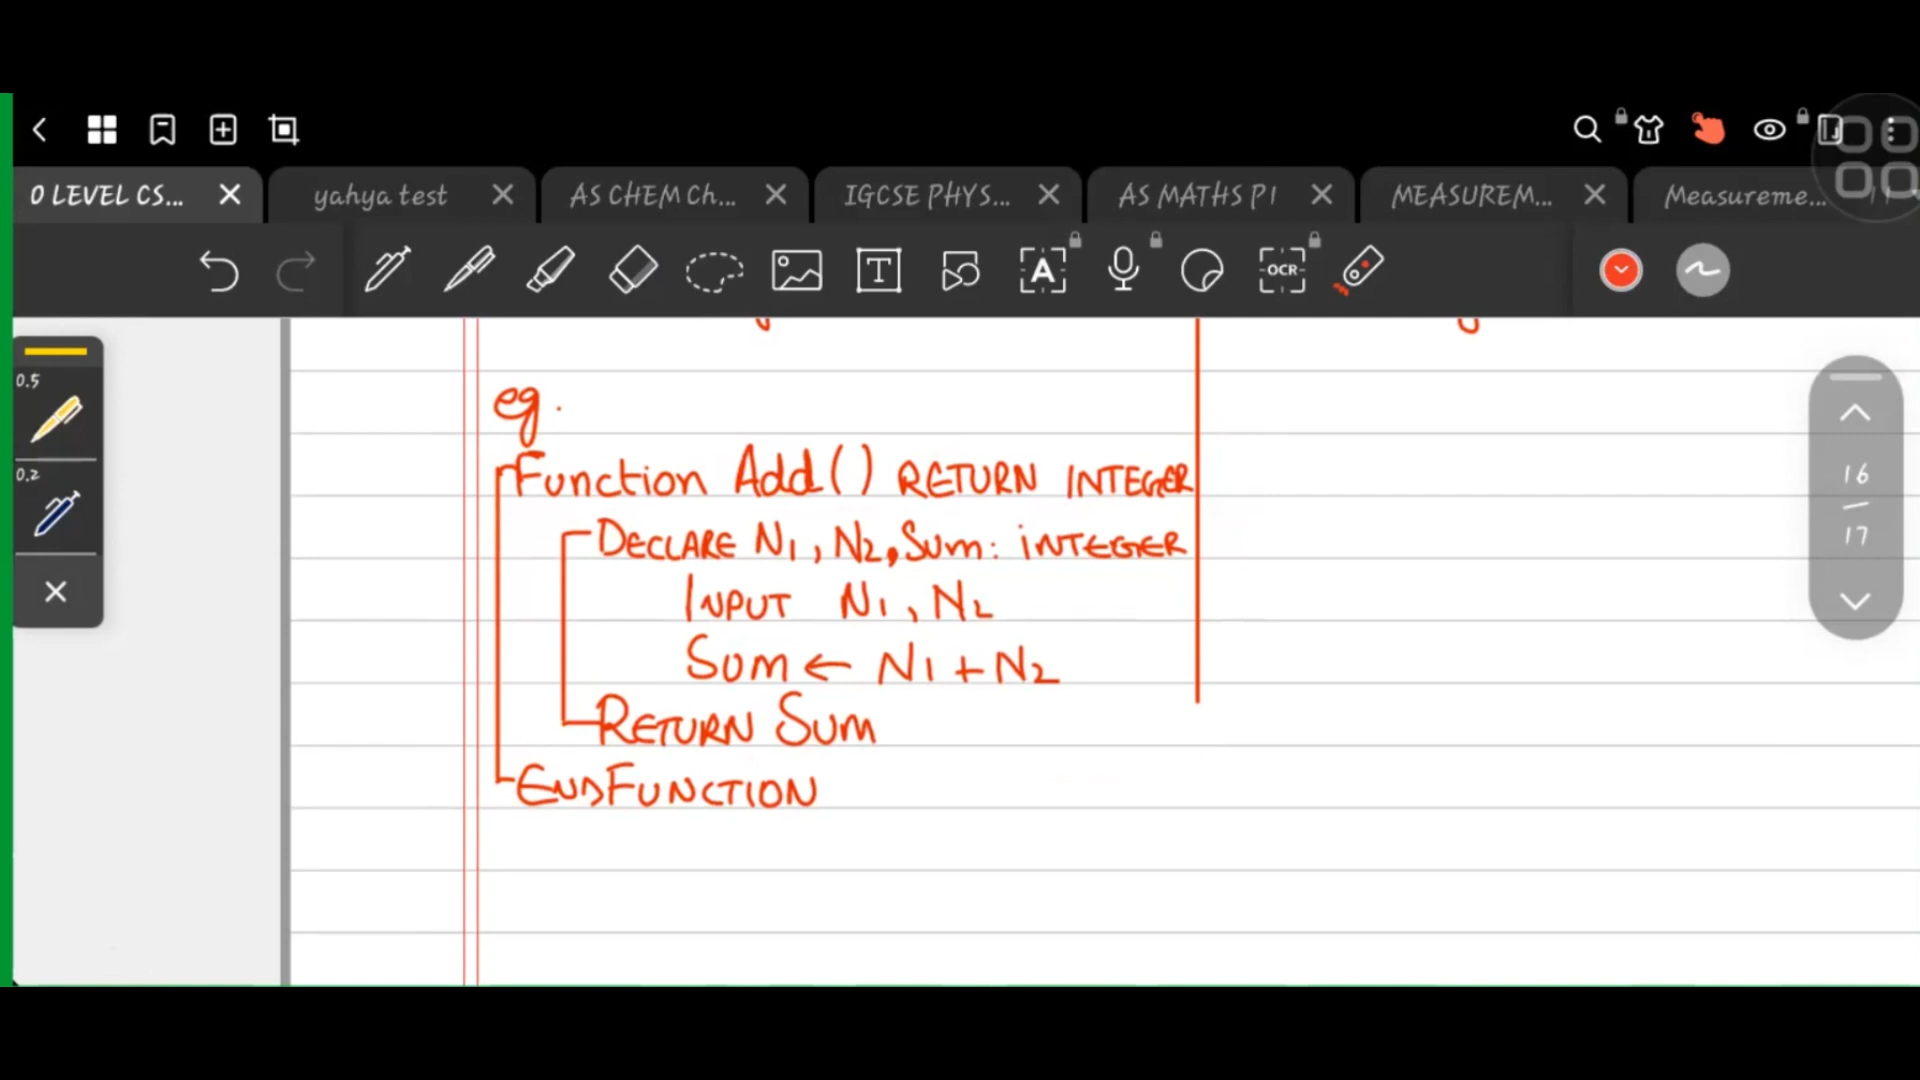 0 LEVEL CS... yahya test AS CHEM Ch... IGCSE PHYS... AS MATHS P1 MEASUREM... Measureme...
A OCR
T
0.5
0.2
16
17
eg.
Function Add() RETURN INTEGER
DECLARE N1, N2, SUM: INTEGER
INPUT N1, N2
SUM ← N1 + N2
RETURN SUM
ENDFUNCTION